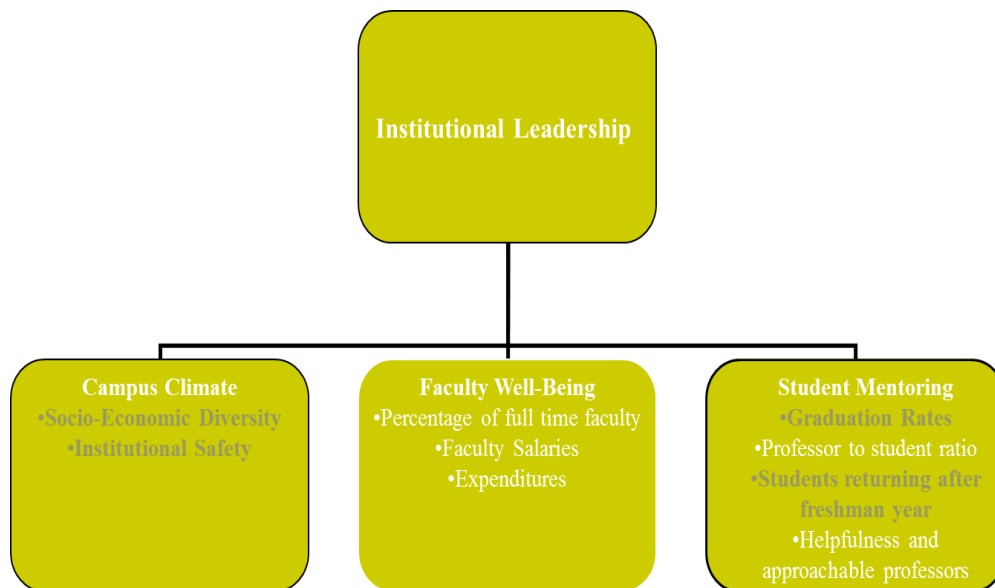 Institutional Leadership
Campus Climate
•Socio-Economic Diversity
•Institutional Safety
Faculty Well-Being
•Percentage of full time faculty
•Faculty Salaries
•Expenditures
Student Mentoring
•Graduation Rates
•Professor to student ratio
•Students returning after
freshman year
•Helpfulness and
approachable professors